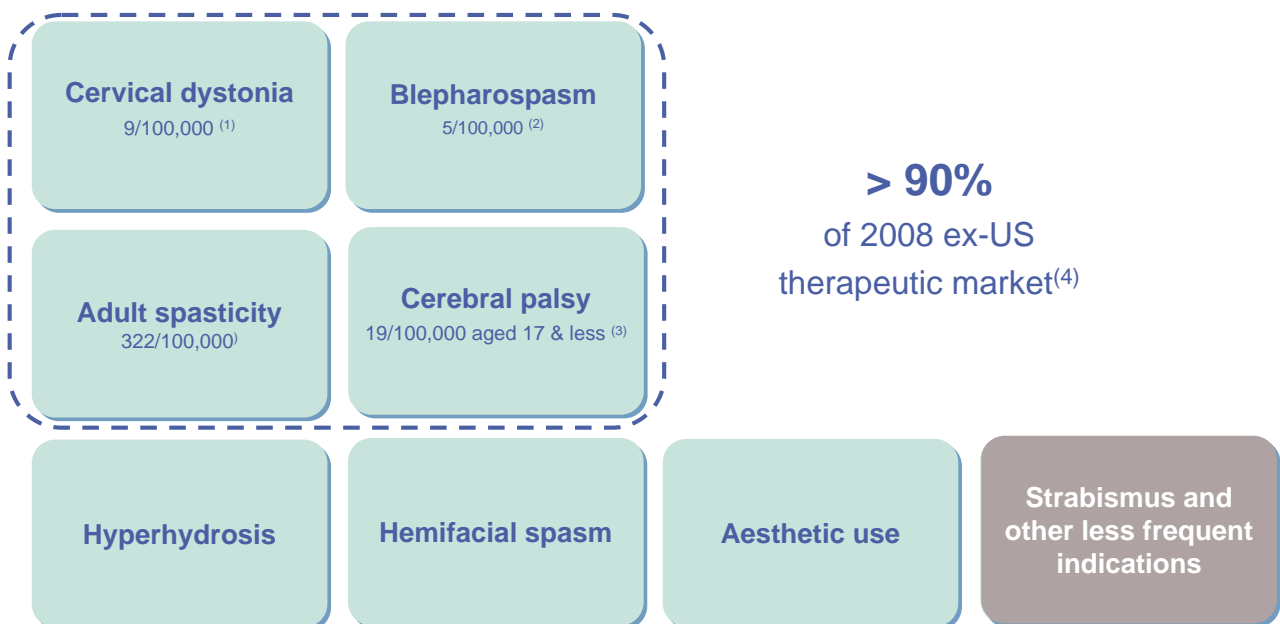 Cervical dystonia
9/100,000 (1)
Blepharospasm
5/100,000 (2)
> 90%
of 2008 ex-US
therapeutic market(4)
Adult spasticity
322/100,000)
Cerebral palsy
19/100,000 aged 17 & less (3)
Hyperhydrosis
Hemifacial spasm
Aesthetic use
Strabismus and
other less frequent
indications